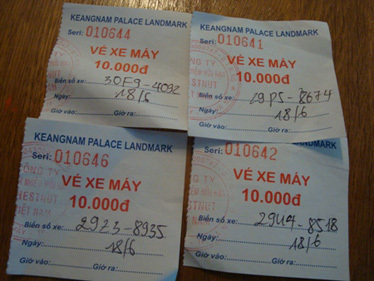 KEANGNAM PALACE LANDMARK
Seri: 010644
VÉ XE MÁY
10.000đ
Biển số xe: 30F9-4092
Ngày: 18/6
Giờ vào: Giờ ra:
KEANGNAM PALACE LANDMARK
Seri: 010641
VÉ XE MÁY
10.000đ
Biển số xe: 29P5-8674
Ngày: 18/6
Giờ vào: Giờ ra:
KEANGNAM PALACE LANDMARK
Seri: 010646
VÉ XE MÁY
10.000đ
Biển số xe: 29Z3-8935
Ngày: 18/6
Giờ vào: Giờ ra:
KEANGNAM PALACE LANDMARK
Seri: 010642
VÉ XE MÁY
10.000đ
Biển số xe: 8518
Ngày: 18/6
Giờ vào: Giờ ra: